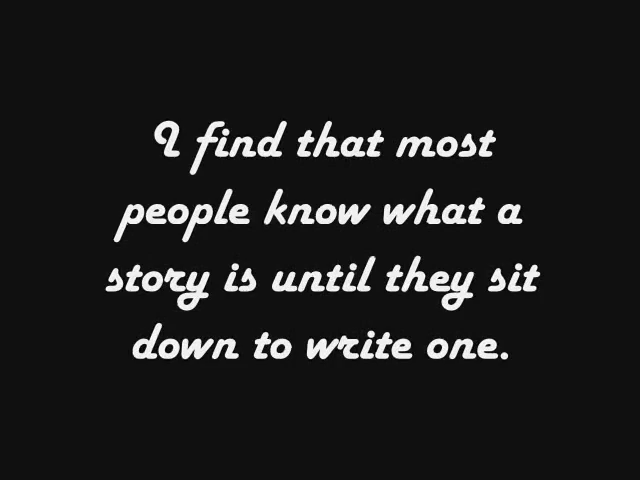 I find that most
people know what a
story is until they sit
down to write one.